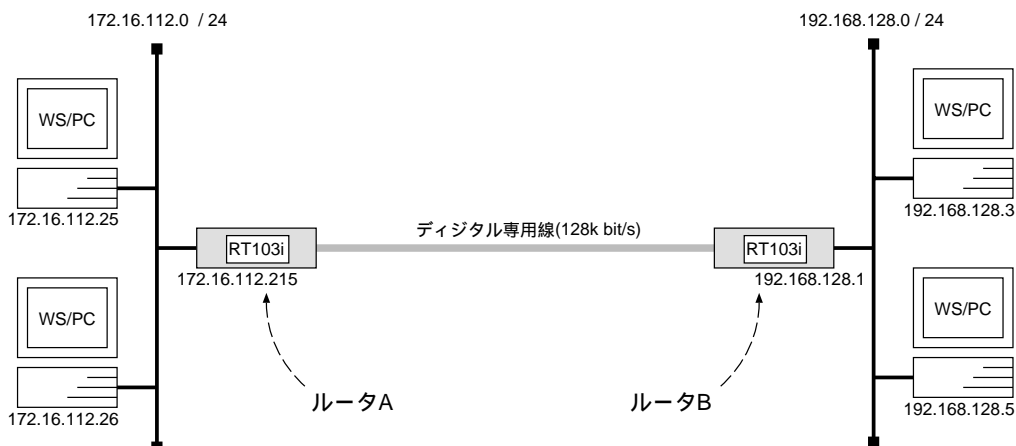 172.16.112.0 / 24
192.168.128.0 / 24
WS/PC
WS/PC
172.16.112.25
192.168.128.3
ディジタル専用線(128k bit/s)
RT103i
RT103i
172.16.112.215
192.168.128.1
WS/PC
WS/PC
ルータA
ルータB
172.16.112.26
192.168.128.5